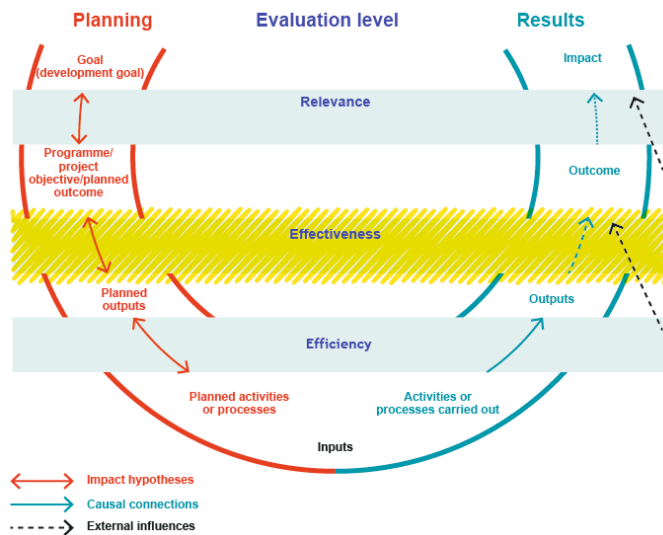 Planning
Evaluation level
Results
Goal
(development goal)
Impact
Relevance
Programme/
project
objective/planned
outcome
Outcome
Effectiveness
Planned
outputs
Outputs
Efficiency
Planned activities
or processes
Activities or
processes carried out
Inputs
Impact hypotheses
Causal connections
External influences